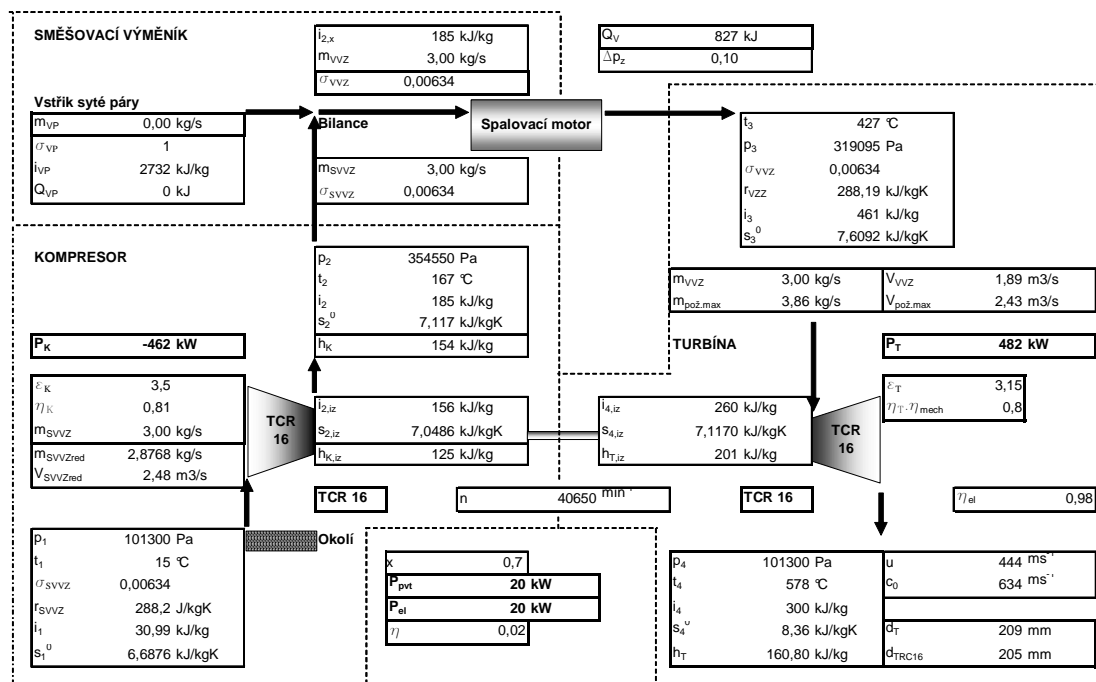 SMĚŠOVACÍ VÝMĚNÍK
i2,x 185 kJ/kg
mVVZ 3,00 kg/s
σVVZ 0,00634
QV 827 kJ
Δpz 0,10
Vstřik syté páry
mVP 0,00 kg/s
σVP 1
iVP 2732 kJ/kg
QVP 0 kJ
Bilance
mSVVZ 3,00 kg/s
σSVVZ 0,00634
Spalovací motor
t3 427 °C
p3 319095 Pa
σVVZ 0,00634
rVZZ 288,19 kJ/kgK
i3 461 kJ/kg
s3 0 7,6092 kJ/kgK
KOMPRESOR
p2 354550 Pa
t2 167 °C
i2 185 kJ/kg
s2 0 7,117 kJ/kgK
hK 154 kJ/kg
mVVZ 3,00 kg/s VVVZ 1,89 m3/s
mpož.max 3,86 kg/s Vpož.max 2,43 m3/s
PK -462 kW
TURBÍNA
PT 482 kW
εK 3,5
ηK 0,81
mSVVZ 3,00 kg/s
mSVVZred 2,8768 kg/s
VSVVZred 2,48 m3/s
TCR
16
i2,iz 156 kJ/kg
s2,iz 7,0486 kJ/kgK
hK,iz 125 kJ/kg
i4,iz 260 kJ/kg
s4,iz 7,1170 kJ/kgK
hT,iz 201 kJ/kg
TCR
16
εT 3,15
ηT.ηmech 0,8
TCR 16
n 40650 min-1
TCR 16
ηel 0,98
p1 101300 Pa
t1 15 °C
σSVVZ 0,00634
rSVVZ 288,2 J/kgK
i1 30,99 kJ/kg
s1 0 6,6876 kJ/kgK
Okolí
x 0,7
Ppvt 20 kW
Pel 20 kW
η 0,02
p4 101300 Pa
t4 578 °C
i4 300 kJ/kg
s4 0 8,36 kJ/kgK
hT 160,80 kJ/kg
u 444 ms-1
c0 634 ms-1
dT 209 mm
dTRC16 205 mm